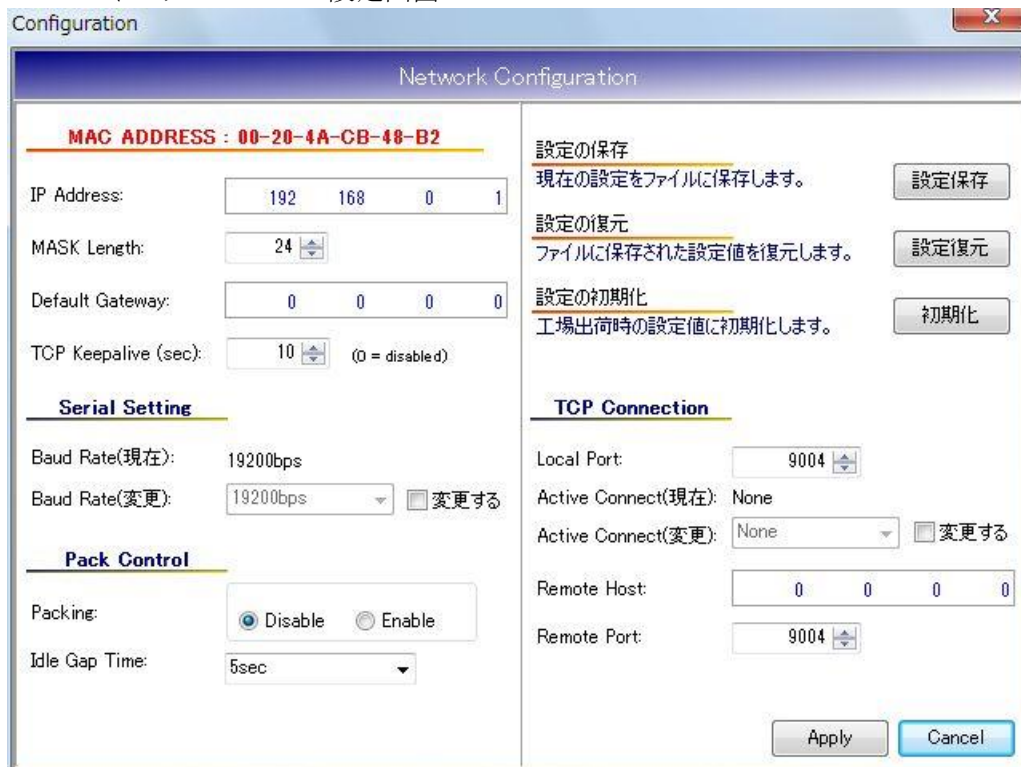 Configuration
Network Configuration
MAC ADDRESS : 00-20-4A-CB-48-B2
IP Address: 192 168 0 1
MASK Length: 24
Default Gateway: 0 0 0 0
TCP Keepalive (sec): 10 (0 = disabled)
Serial Setting
Baud Rate(現在): 19200bps
Baud Rate(変更): 19200bps 変更する
Pack Control
Packing: Disable Enable
Idle Gap Time: 5sec
設定の保存
現在の設定をファイルに保存します。 設定保存
設定の復元
ファイルに保存された設定値を復元します。 設定復元
設定の初期化
工場出荷時の設定値に初期化します。 初期化
TCP Connection
Local Port: 9004
Active Connect(現在): None
Active Connect(変更): None 変更する
Remote Host: 0 0 0 0
Remote Port: 9004
Apply Cancel